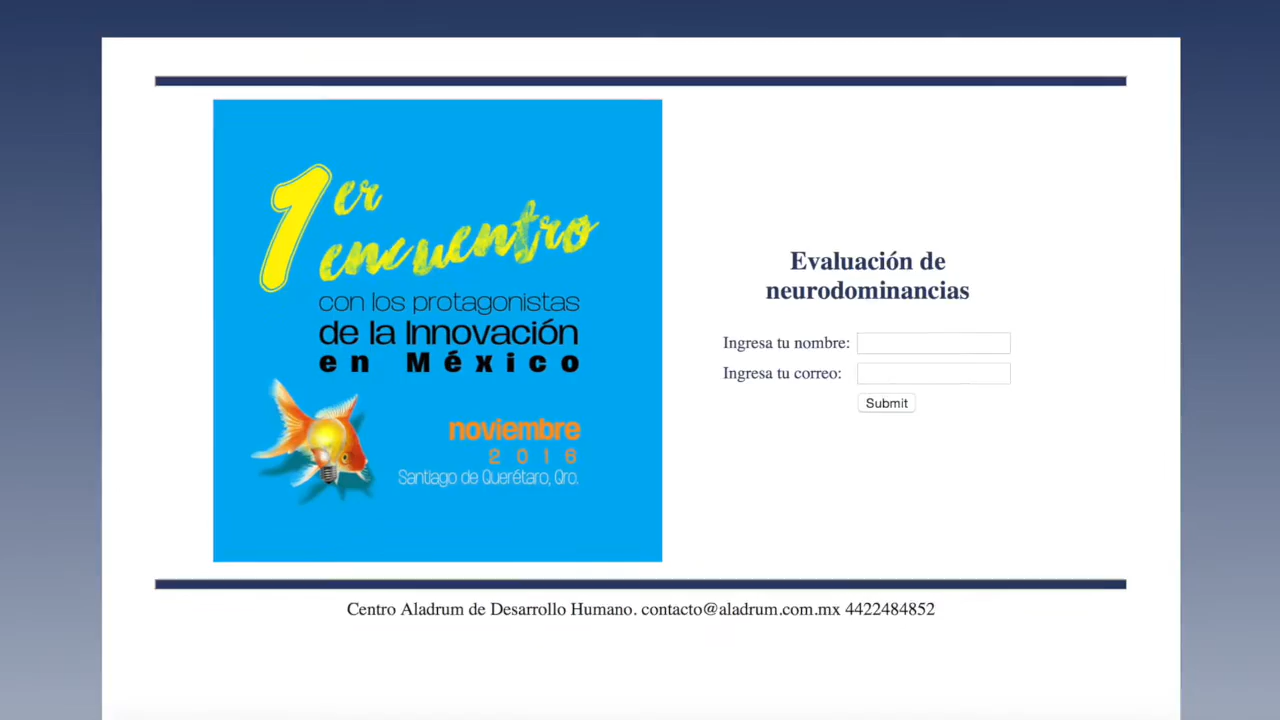 1er
encuentro
con los protagonistas
de la Innovación
en México
noviembre
2016
Santiago de Querétaro, Qro.
Evaluación de
neurodominancias
Ingresa tu nombre:
Ingresa tu correo:
Submit
Centro Aladrum de Desarrollo Humano. contacto@aladrum.com.mx 4422484852